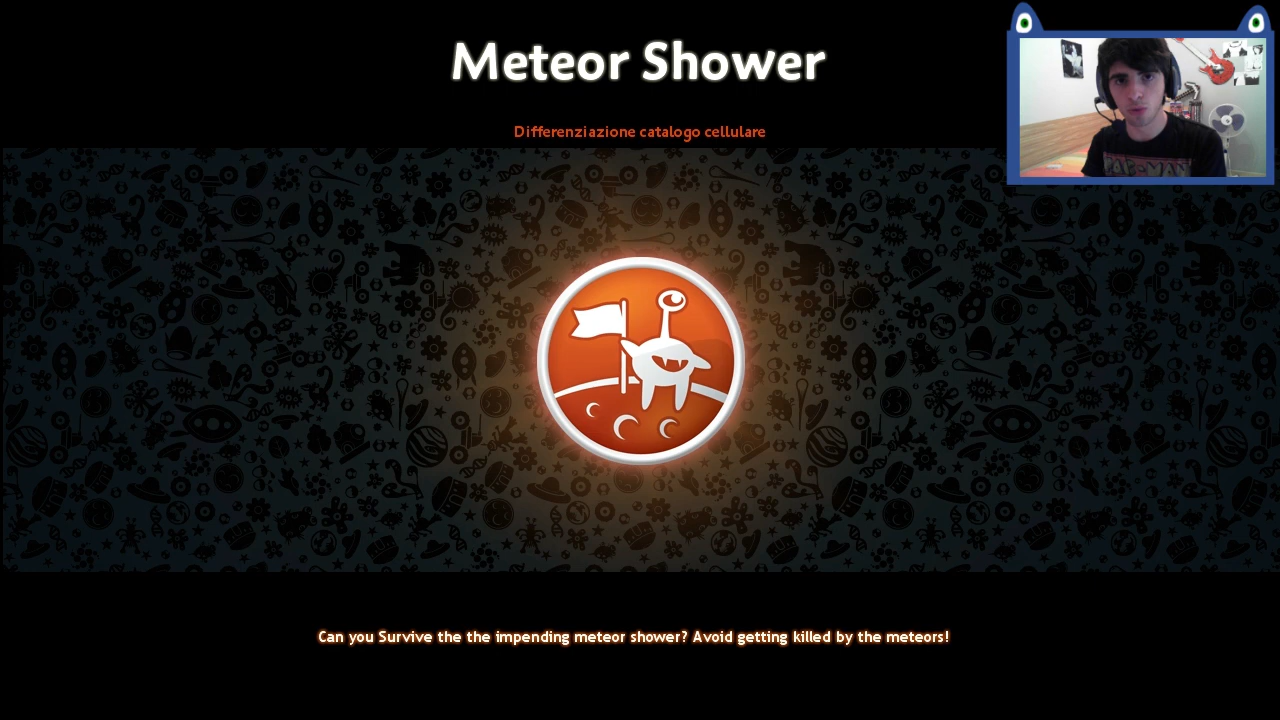 Meteor Shower
Differenziazione catalogo cellulare
Can you Survive the the impending meteor shower? Avoid getting killed by the meteors!